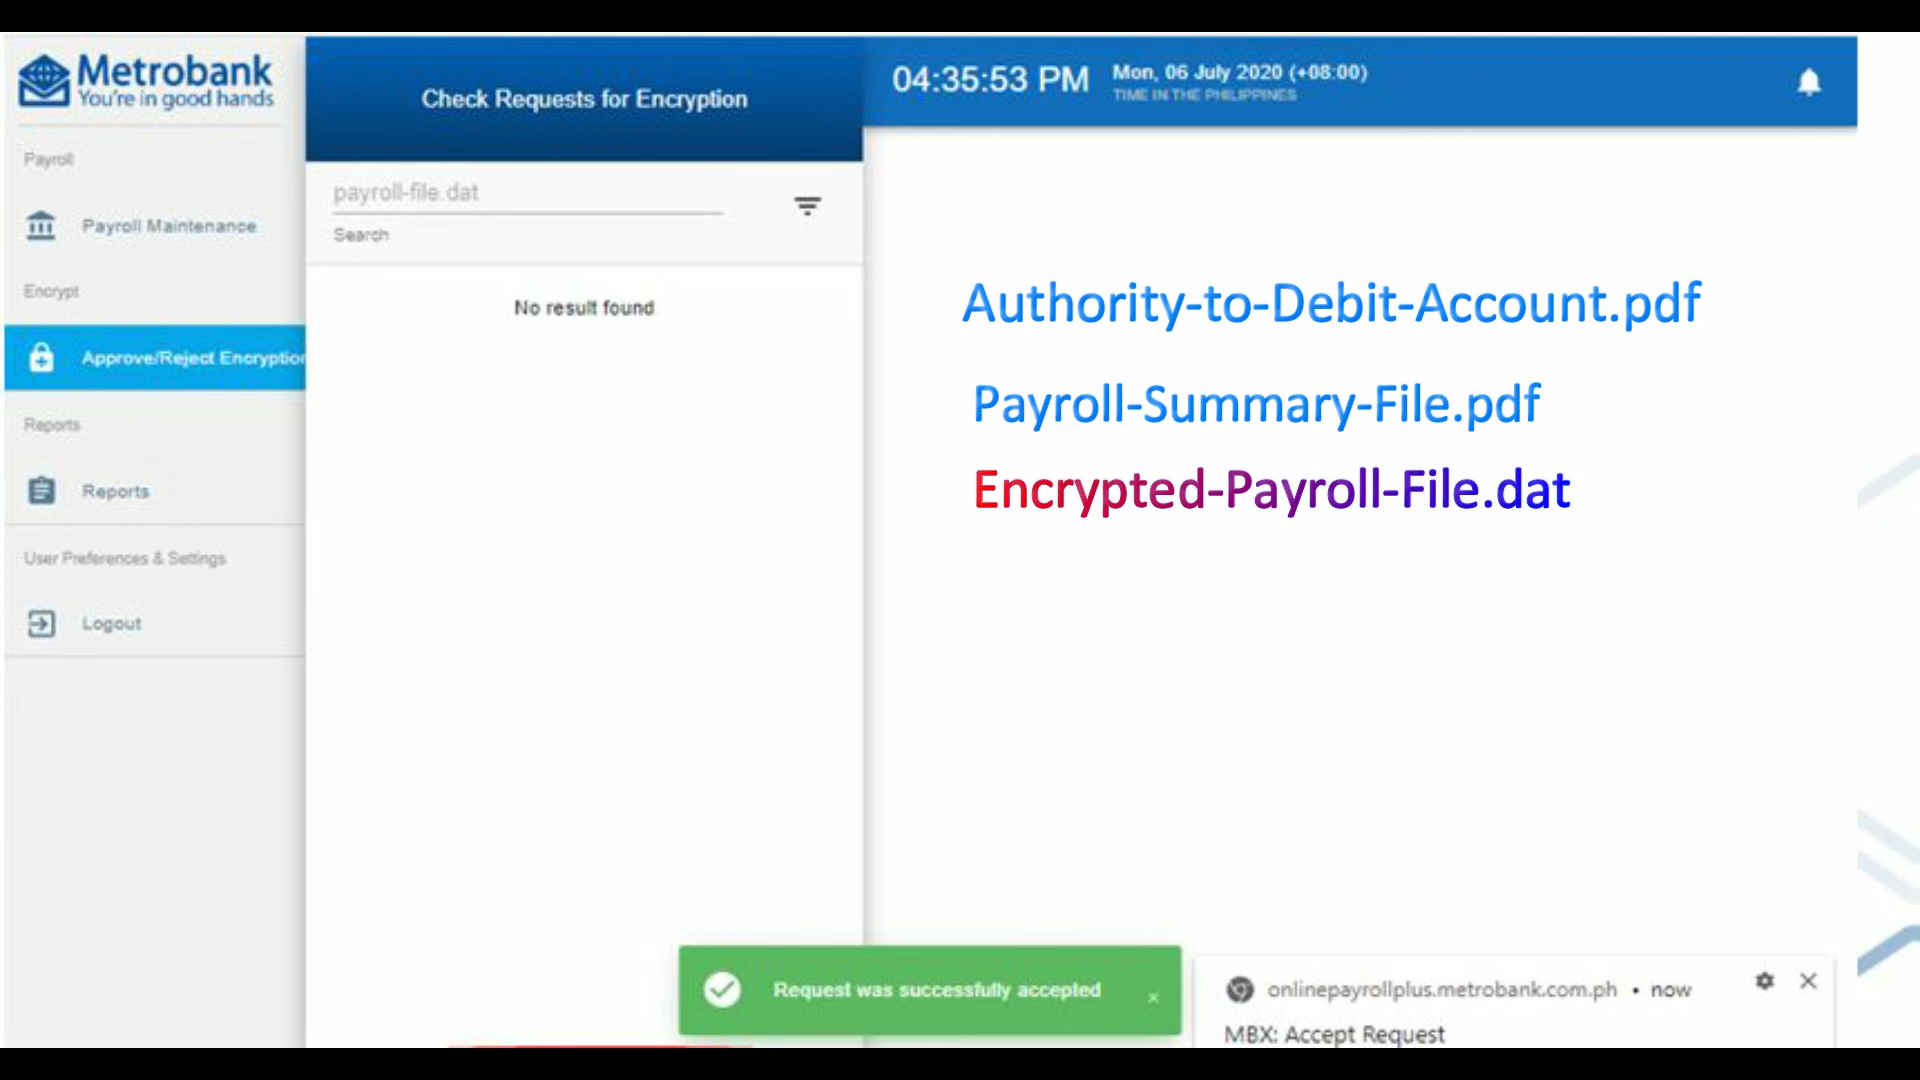 Metrobank
You're in good hands
Payroll
Payroll Maintenance
Encrypt
Approve/Reject Encryption
Reports
Reports
User Preferences & Settings
Logout
Check Requests for Encryption
payroll-file.dat
Search
No result found
04:35:53 PM
Mon, 06 July 2020 (+08:00)
TIME IN THE PHILIPPINES
Authority-to-Debit-Account.pdf
Payroll-Summary-File.pdf
Encrypted-Payroll-File.dat
Request was successfully accepted ×
onlinepayrollplus.metrobank.com.ph • now
MBX: Accept Request